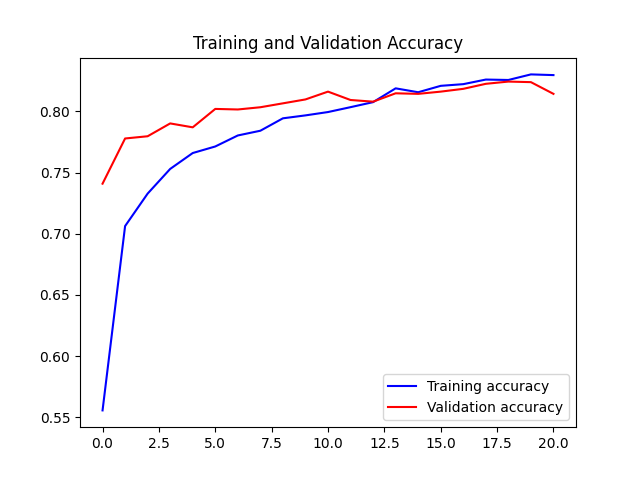 Training and Validation Accuracy
0.80
0.75
0.70
0.65
0.60
0.55
Training accuracy
Validation accuracy
0.0 2.5 5.0 7.5 10.0 12.5 15.0 17.5 20.0